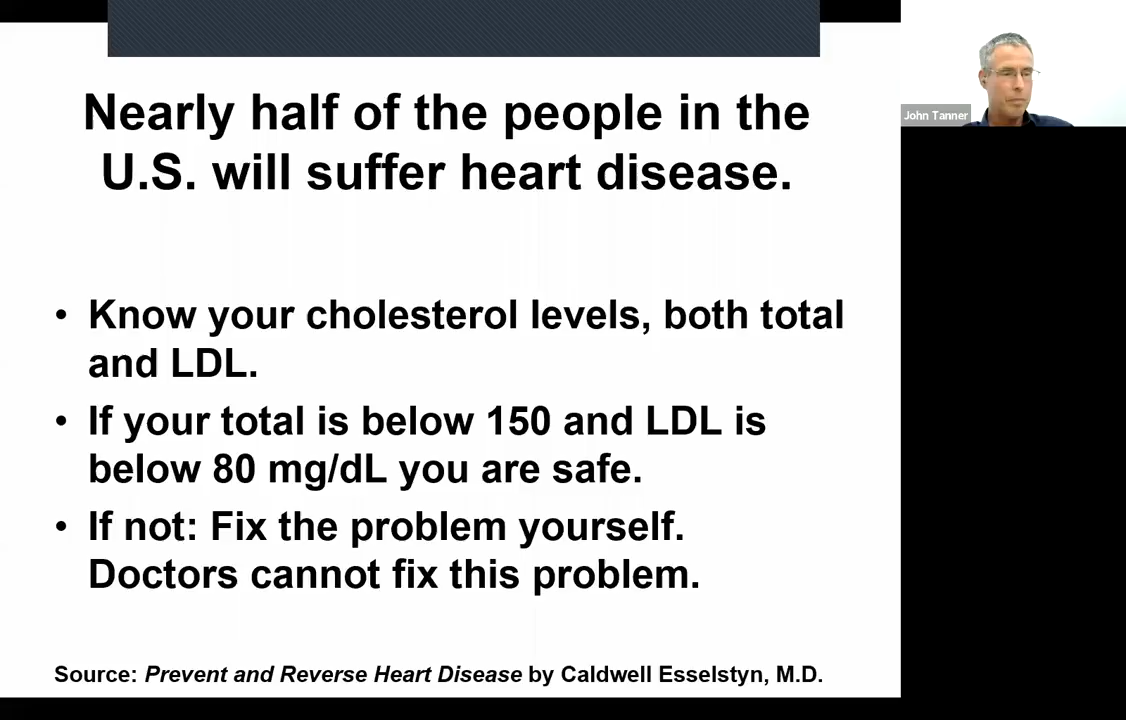 Nearly half of the people in the
U.S. will suffer heart disease.
• Know your cholesterol levels, both total
and LDL.
• If your total is below 150 and LDL is
below 80 mg/dL you are safe.
• If not: Fix the problem yourself.
Doctors cannot fix this problem.
Source: Prevent and Reverse Heart Disease by Caldwell Esselstyn, M.D.
John Tanner